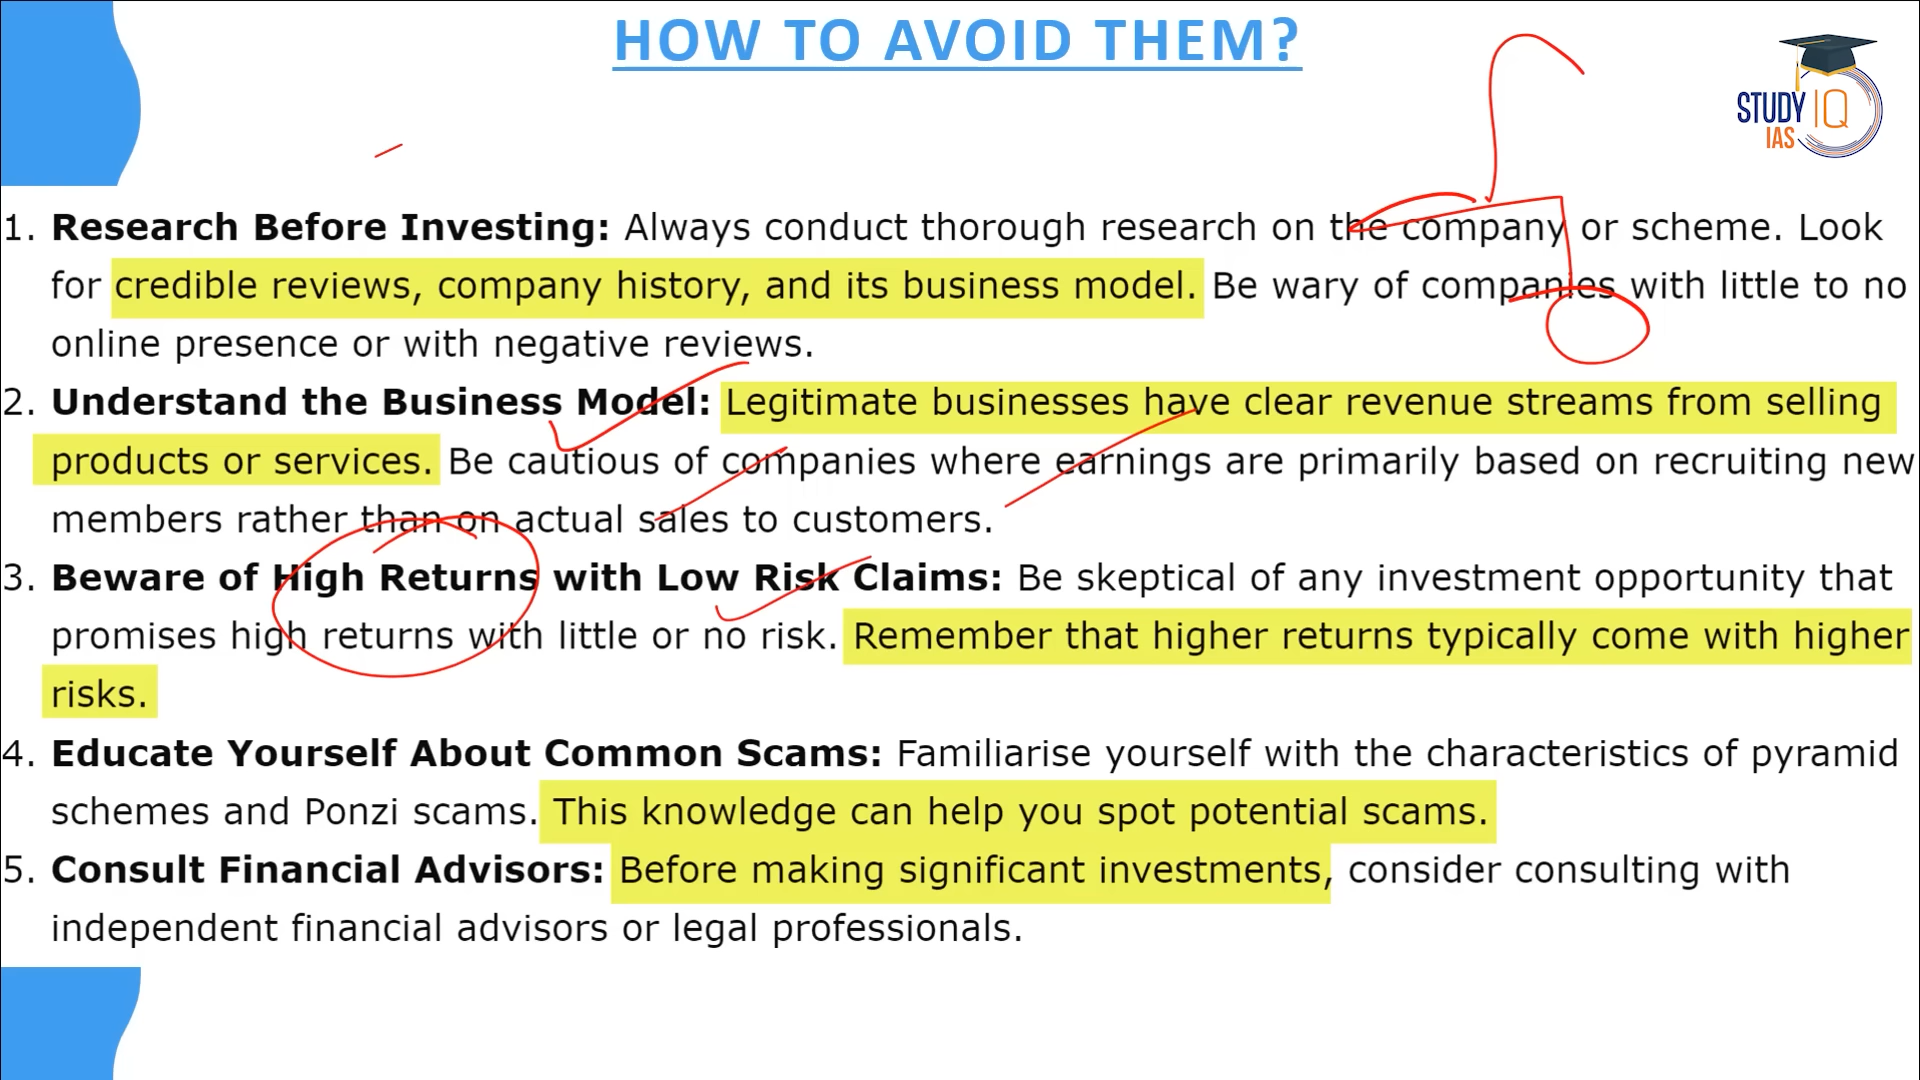 HOW TO AVOID THEM?
STUDY IQ
IAS
1. Research Before Investing: Always conduct thorough research on the company or scheme. Look
for credible reviews, company history, and its business model. Be wary of companies with little to no
online presence or with negative reviews.
2. Understand the Business Model: Legitimate businesses have clear revenue streams from selling
products or services. Be cautious of companies where earnings are primarily based on recruiting new
members rather than on actual sales to customers.
3. Beware of High Returns with Low Risk Claims: Be skeptical of any investment opportunity that
promises high returns with little or no risk. Remember that higher returns typically come with higher
risks.
4. Educate Yourself About Common Scams: Familiarise yourself with the characteristics of pyramid
schemes and Ponzi scams. This knowledge can help you spot potential scams.
5. Consult Financial Advisors: Before making significant investments, consider consulting with
independent financial advisors or legal professionals.